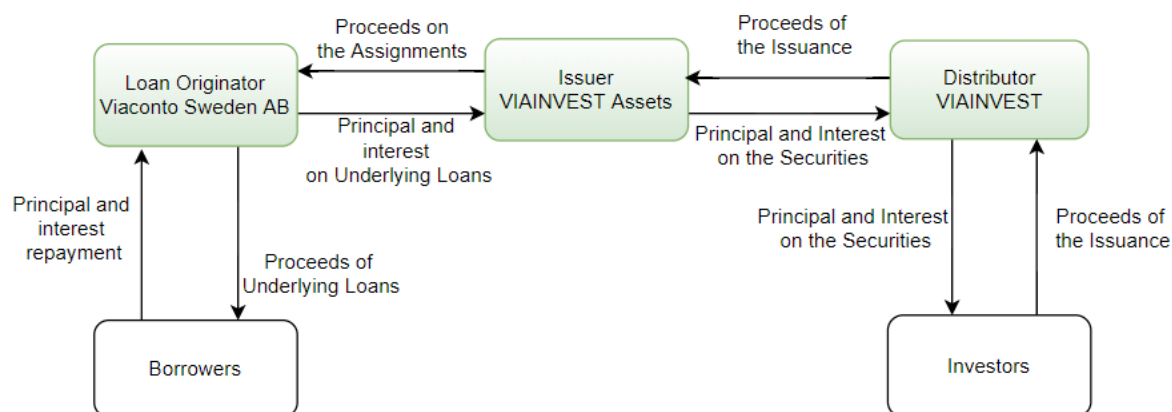 Proceeds on
the Assignments
Proceeds
of the Issuance
Loan Originator
Viaconto Sweden AB
Issuer
VIAINVEST Assets
Distributor
VIAINVEST
Principal and
interest
on Underlying Loans
Principal and Interest
on the Securities
Principal and
interest
repayment
Proceeds of
Underlying Loans
Principal and Interest
on the Securities
Proceeds of
the Issuance
Borrowers
Investors